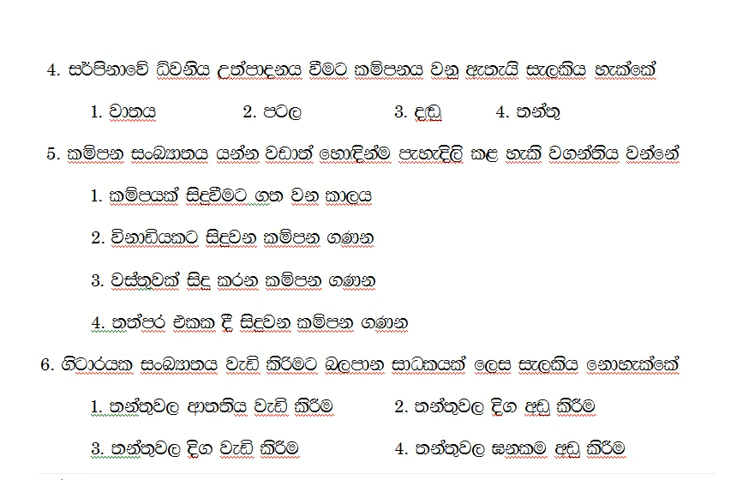 4. සර්පිනාවේ ධ්වනිය උත්පාදනය වීමට කම්පනය වනු ඇතැයි සැලකිය හැක්කේ
1. වාතය 2. පටල 3. දඬු 4. තන්තු
5. කම්පන සංඛ්‍යාතය යන්න වඩාත් හොඳින්ම පැහැදිලි කළ හැකි වගන්තිය වන්නේ
1. කම්පයක් සිදුවීමට ගත වන කාලය
2. විනාඩියකට සිදුවන කම්පන ගණන
3. වස්තුවක් සිදු කරන කම්පන ගණන
4. තත්පර එකක දී සිදුවන කම්පන ගණන
6. ගිටාරයක සංඛ්‍යාතය වැඩි කිරිමට බලපාන සාධකයක් ලෙස සැලකිය නොහැක්කේ
1. තන්තුවල ආතතිය වැඩි කිරිම 2. තන්තුවල දිග අඩු කිරිම
3. තන්තුවල දිග වැඩි කිරිම 4. තන්තුවල ඝනකම අඩු කිරිම